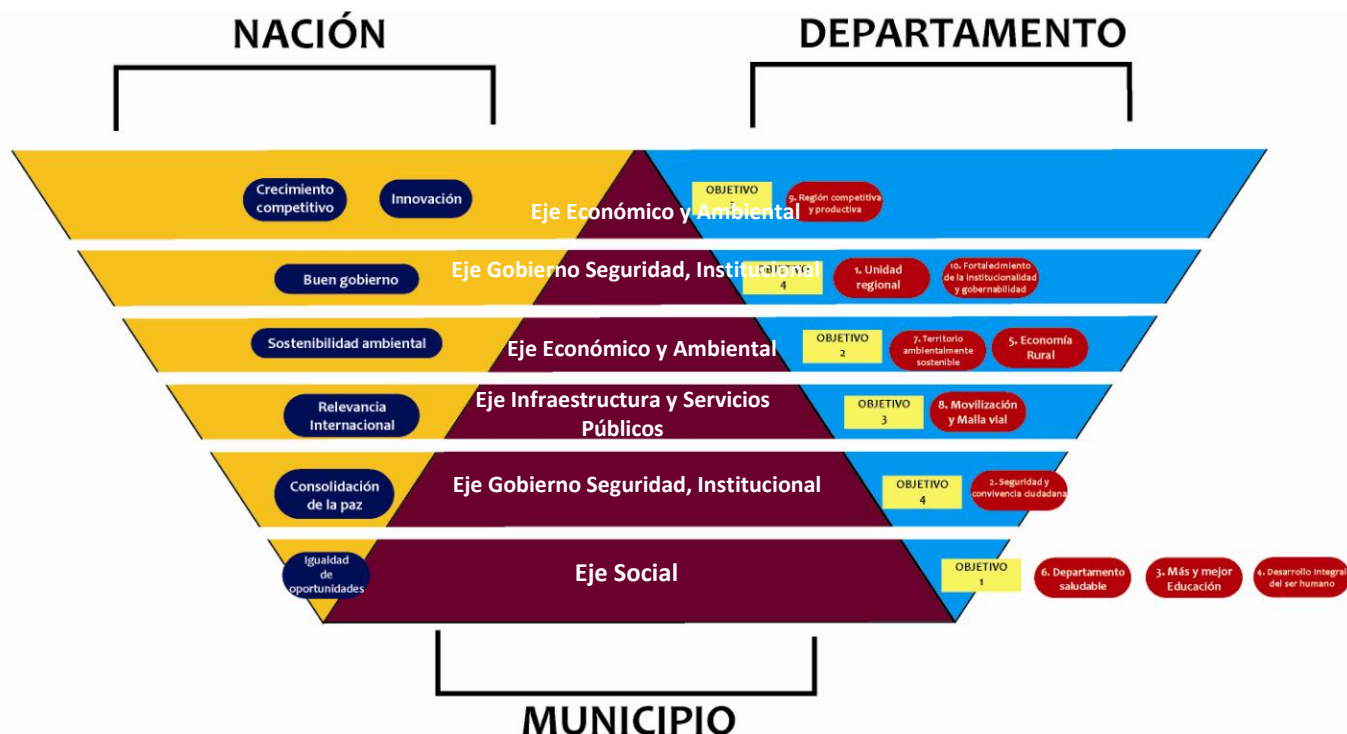 NACIÓN
DEPARTAMENTO
Crecimiento
competitivo
Innovación
Eje Económico y Ambiental
OBJETIVO
9. Región competitiva
y productiva
Buen gobierno
Eje Gobierno Seguridad, Institucional
OBJETIVO
4
1. Unidad
regional
10. Fortaledmiento
de la institucionalidad
y gobernabilidad
Sostenibilidad ambiental
Eje Económico y Ambiental
OBJETIVO
2
7. Territorio
ambientalmente
sostenible
5. Economía
Rural
Relevancia
Internacional
Eje Infraestructura y Servicios
Públicos
OBJETIVO
3
8. Movilización
y Malla vial
Consolidación
de la paz
Eje Gobierno Seguridad, Institucional
OBJETIVO
4
2. Seguridad y
convivencia ciudadana
Igualdad
de
oportunidades
Eje Social
OBJETIVO
1
6. Departamento
saludable
3. Más y mejor
Educación
4. Desarrollo integral
del ser humano
MUNICIPIO